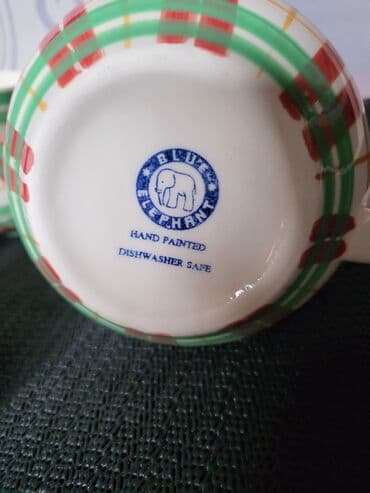 BLUE
ELEPHANT
HAND PAINTED
DISHWASHER SAFE